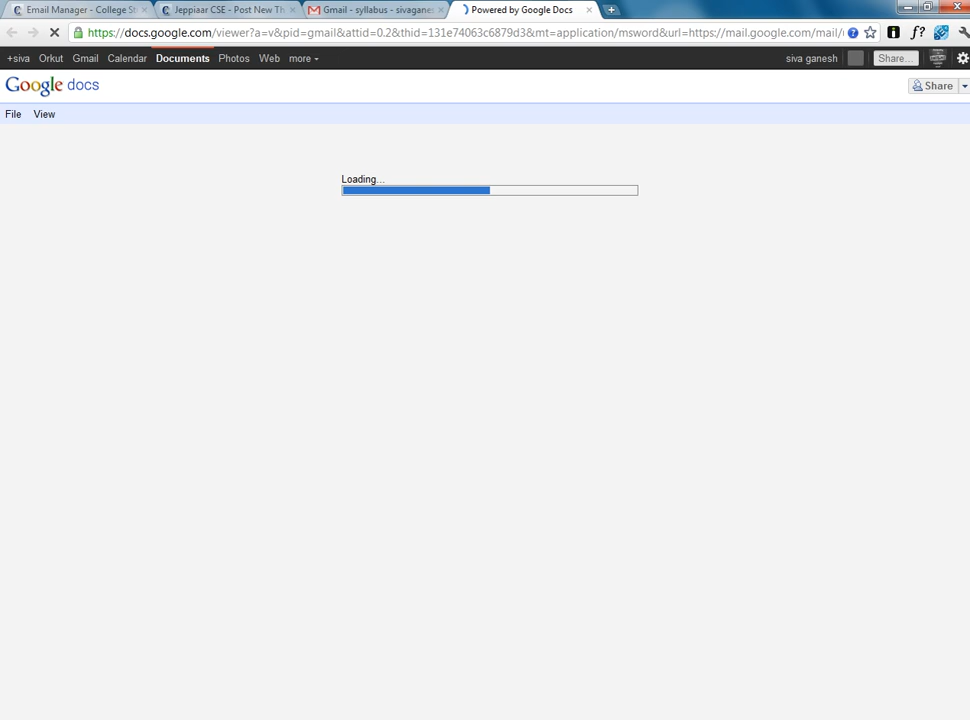 Email Manager - College St
Jeppiaar CSE - Post New Th
Gmail - syllabus - sivaganes
Powered by Google Docs
https://docs.google.com/viewer?a=v&pid=gmail&attid=0.2&thid=131e74063c6879d3&mt=application/msword&url=https://mail.google.com/mail/
f?
+siva Orkut Gmail Calendar Documents Photos Web more
siva ganesh Share...
Google docs
Share
File View
Loading...